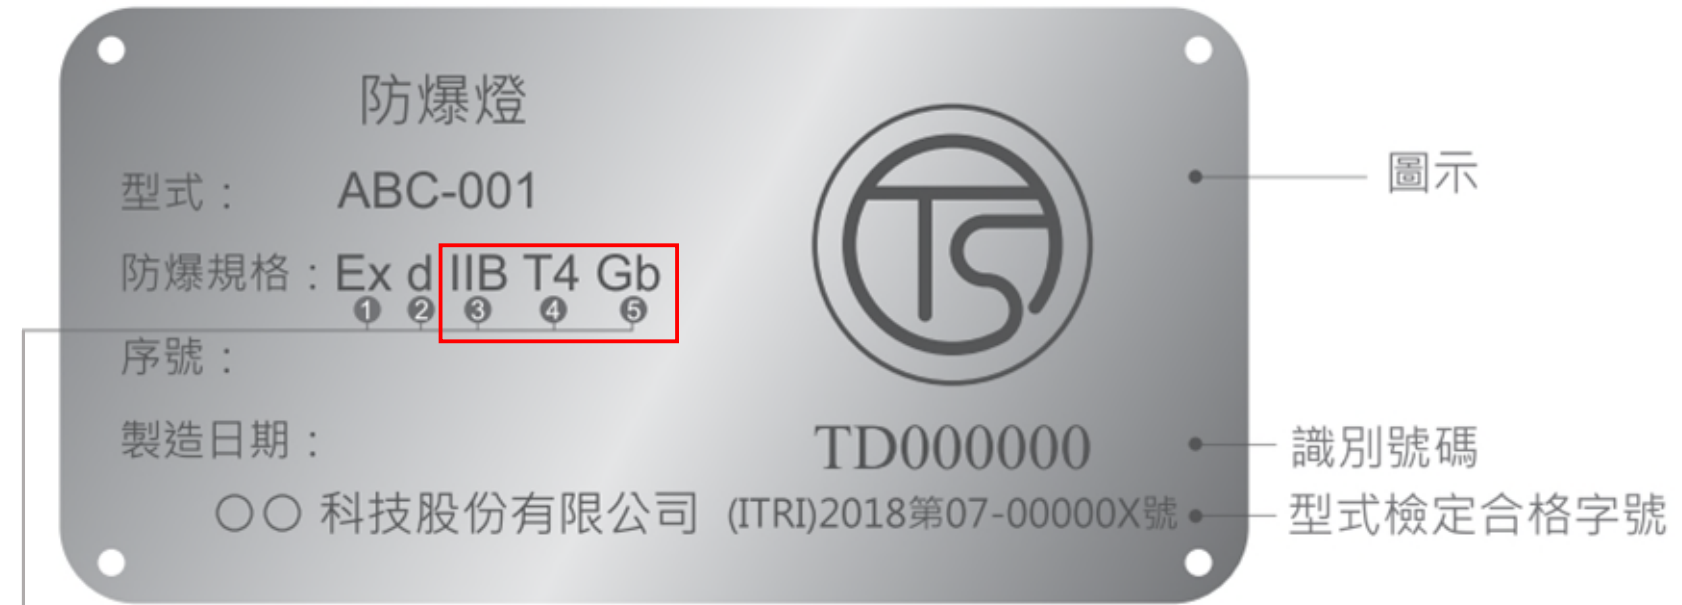 防爆燈
型式： ABC-001
防爆規格：Ex d IIB T4 Gb
1 2 3 4 5
序號：
製造日期：
○○ 科技股份有限公司
TS
TD000000
(ITRI)2018第07-00000X號
圖示
識別號碼
型式檢定合格字號